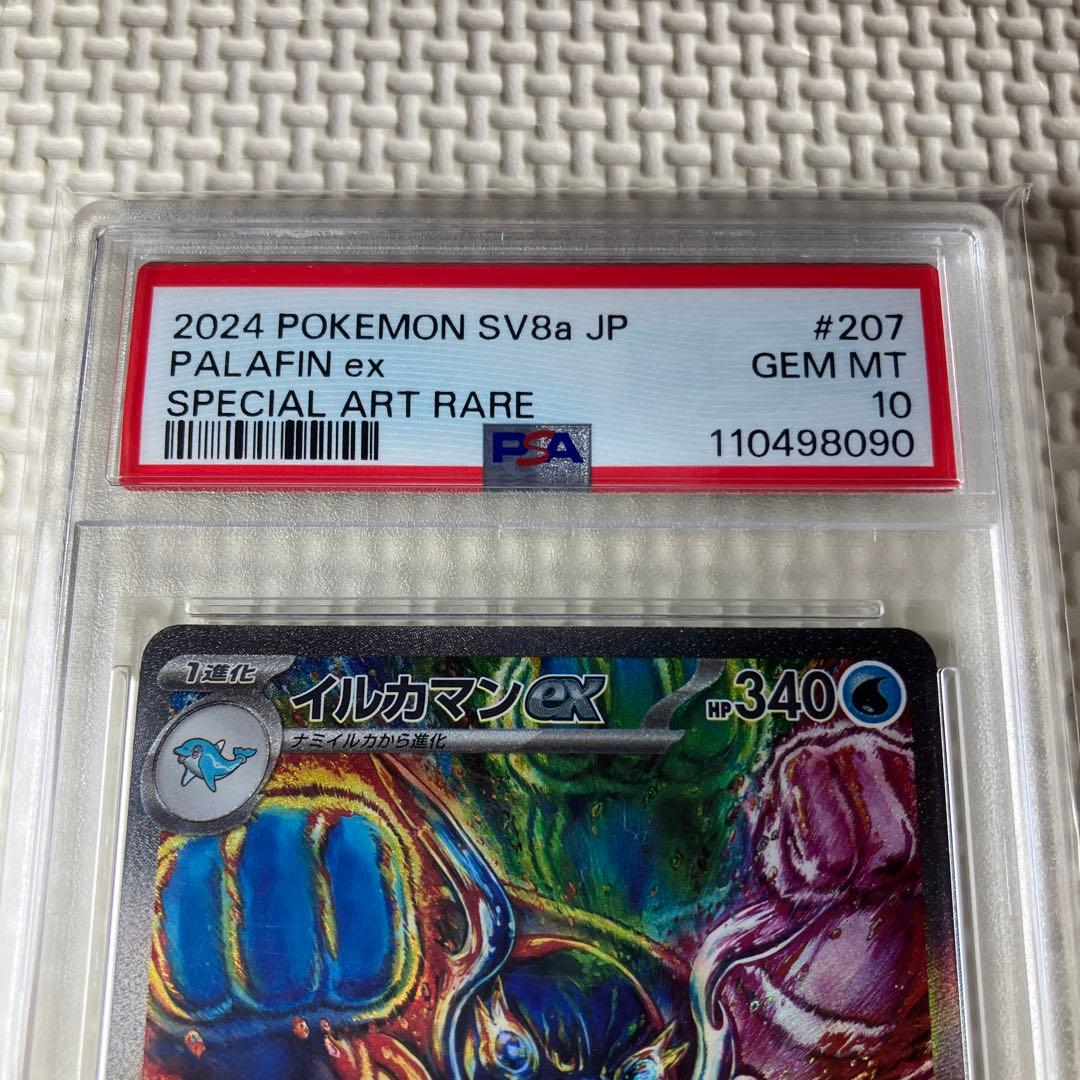 2024 POKEMON SV8a JP #207
PALAFIN ex GEM MT
SPECIAL ART RARE 10
PSA 110498090
1進化 イルカマンex HP340
ナミイルカから進化